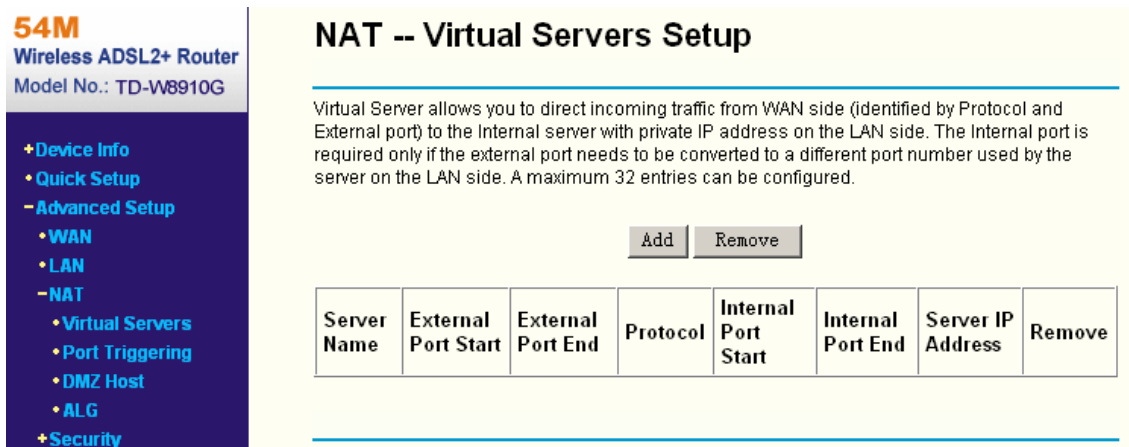 54M
Wireless ADSL2+ Router
Model No.: TD-W8910G
+Device Info
•Quick Setup
−Advanced Setup
•WAN
•LAN
−NAT
•Virtual Servers
•Port Triggering
•DMZ Host
•ALG
+Security
NAT -- Virtual Servers Setup
Virtual Server allows you to direct incoming traffic from WAN side (identified by Protocol and
External port) to the Internal server with private IP address on the LAN side. The Internal port is
required only if the external port needs to be converted to a different port number used by the
server on the LAN side. A maximum 32 entries can be configured.
Add Remove
Server Name External Port Start External Port End Protocol Internal Port Start Internal Port End Server IP Address Remove